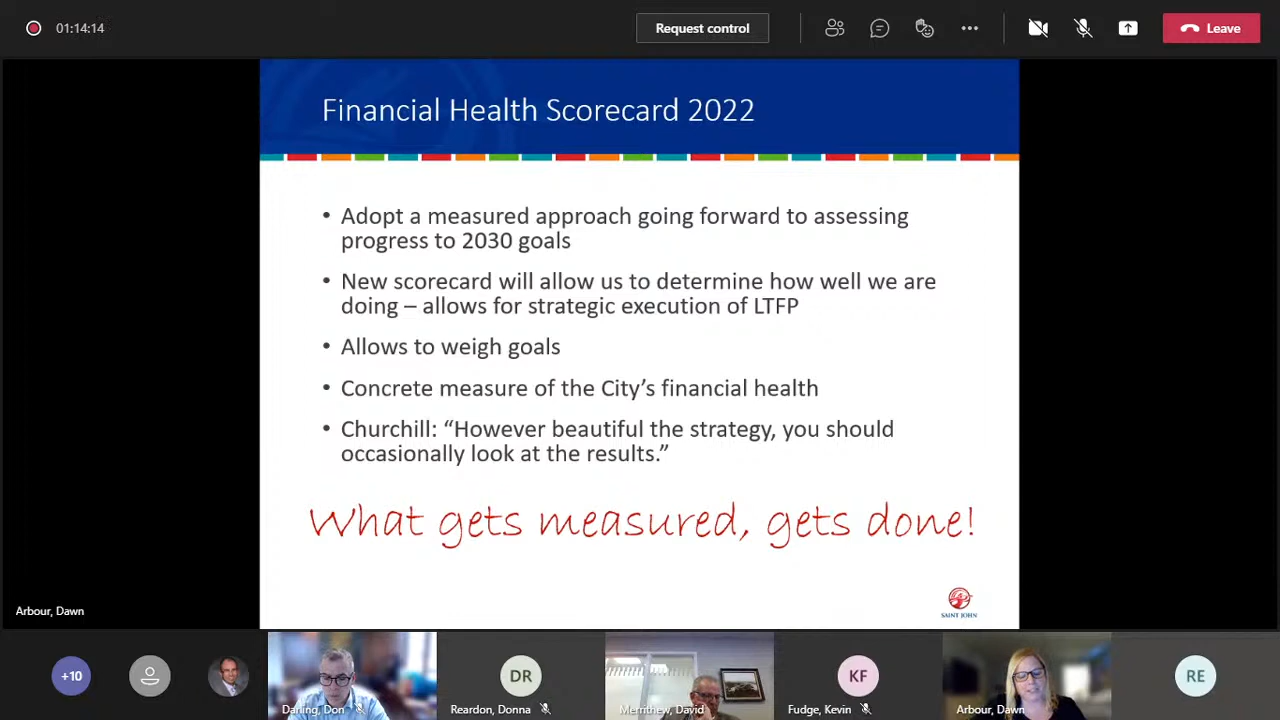 01:14:14
Request control
Leave
Financial Health Scorecard 2022
• Adopt a measured approach going forward to assessing
progress to 2030 goals
• New scorecard will allow us to determine how well we are
doing – allows for strategic execution of LTFP
• Allows to weigh goals
• Concrete measure of the City’s financial health
• Churchill: “However beautiful the strategy, you should
occasionally look at the results.”
What gets measured, gets done!
SAINT JOHN
Arbour, Dawn
+10
DR
KF
RE
Darling, Don
Reardon, Donna
Merrithew, David
Fudge, Kevin
Arbour, Dawn